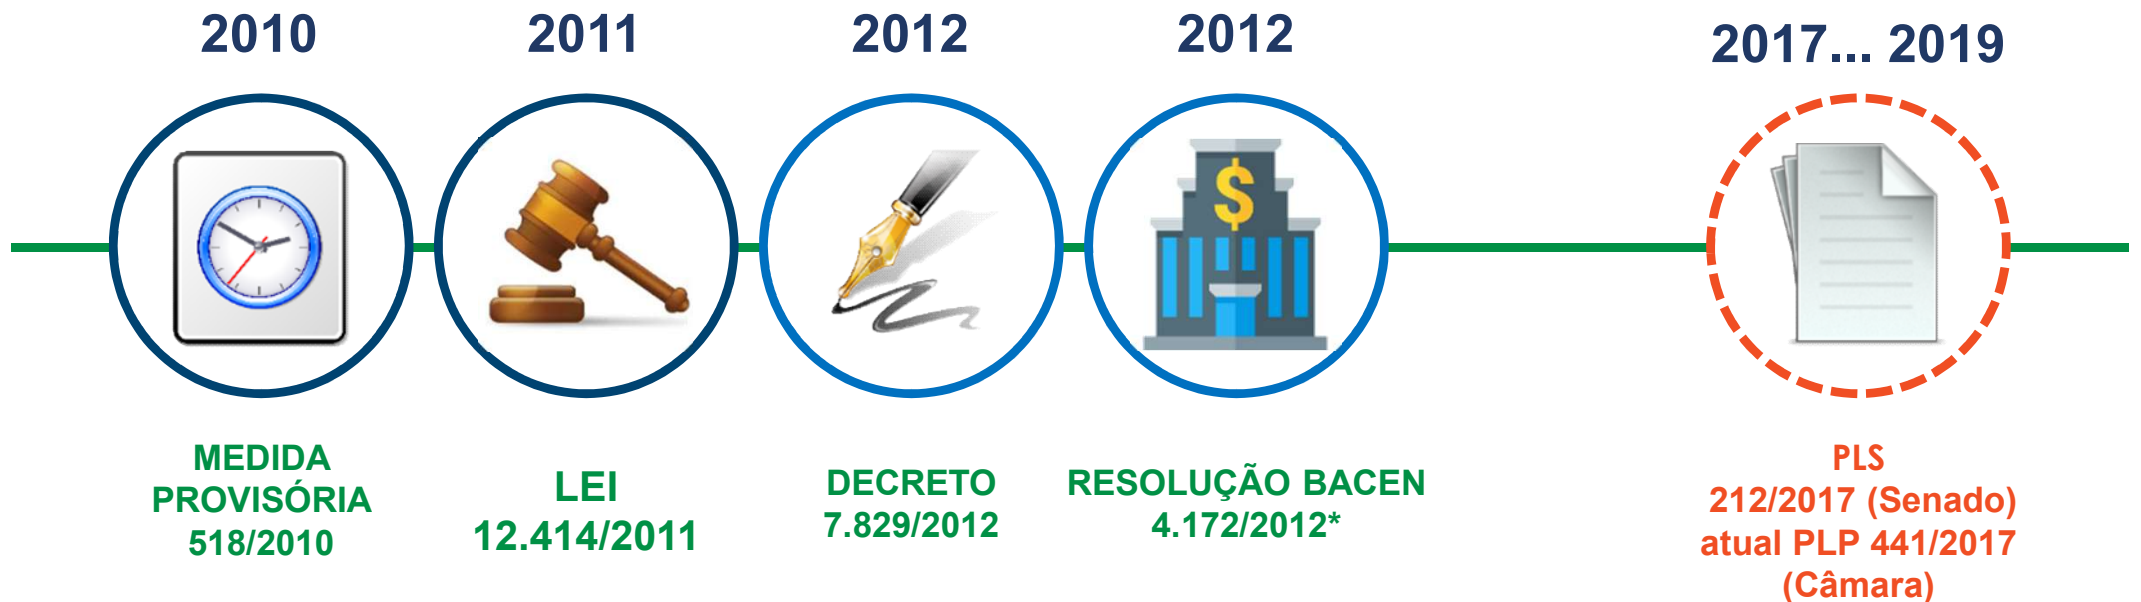 2010
2011
2012
2012
2017... 2019
$
MEDIDA
PROVISÓRIA
518/2010
LEI
12.414/2011
DECRETO
7.829/2012
RESOLUÇÃO BACEN
4.172/2012*
PLS
212/2017 (Senado)
atual PLP 441/2017
(Câmara)